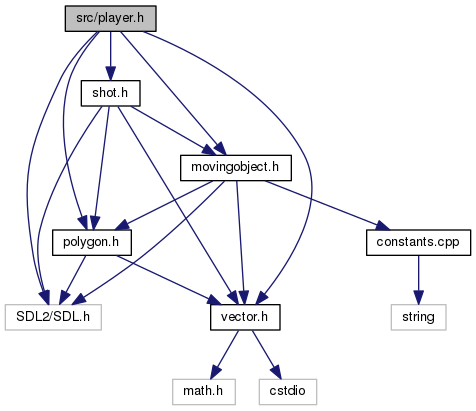 src/player.h
shot.h
movingobject.h
polygon.h
constants.cpp
SDL2/SDL.h
vector.h
string
math.h
cstdio